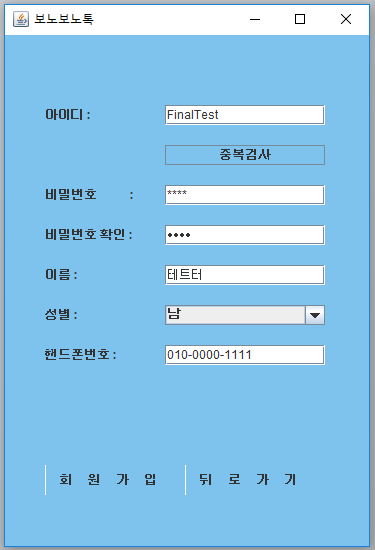 보노보노톡
아이디 : FinalTest
중복검사
비밀번호 : ****
비밀번호 확인 : ••••
이름 : 테트터
성별 : 남
핸드폰번호 : 010-0000-1111
회 원 가 입 뒤 로 가 기